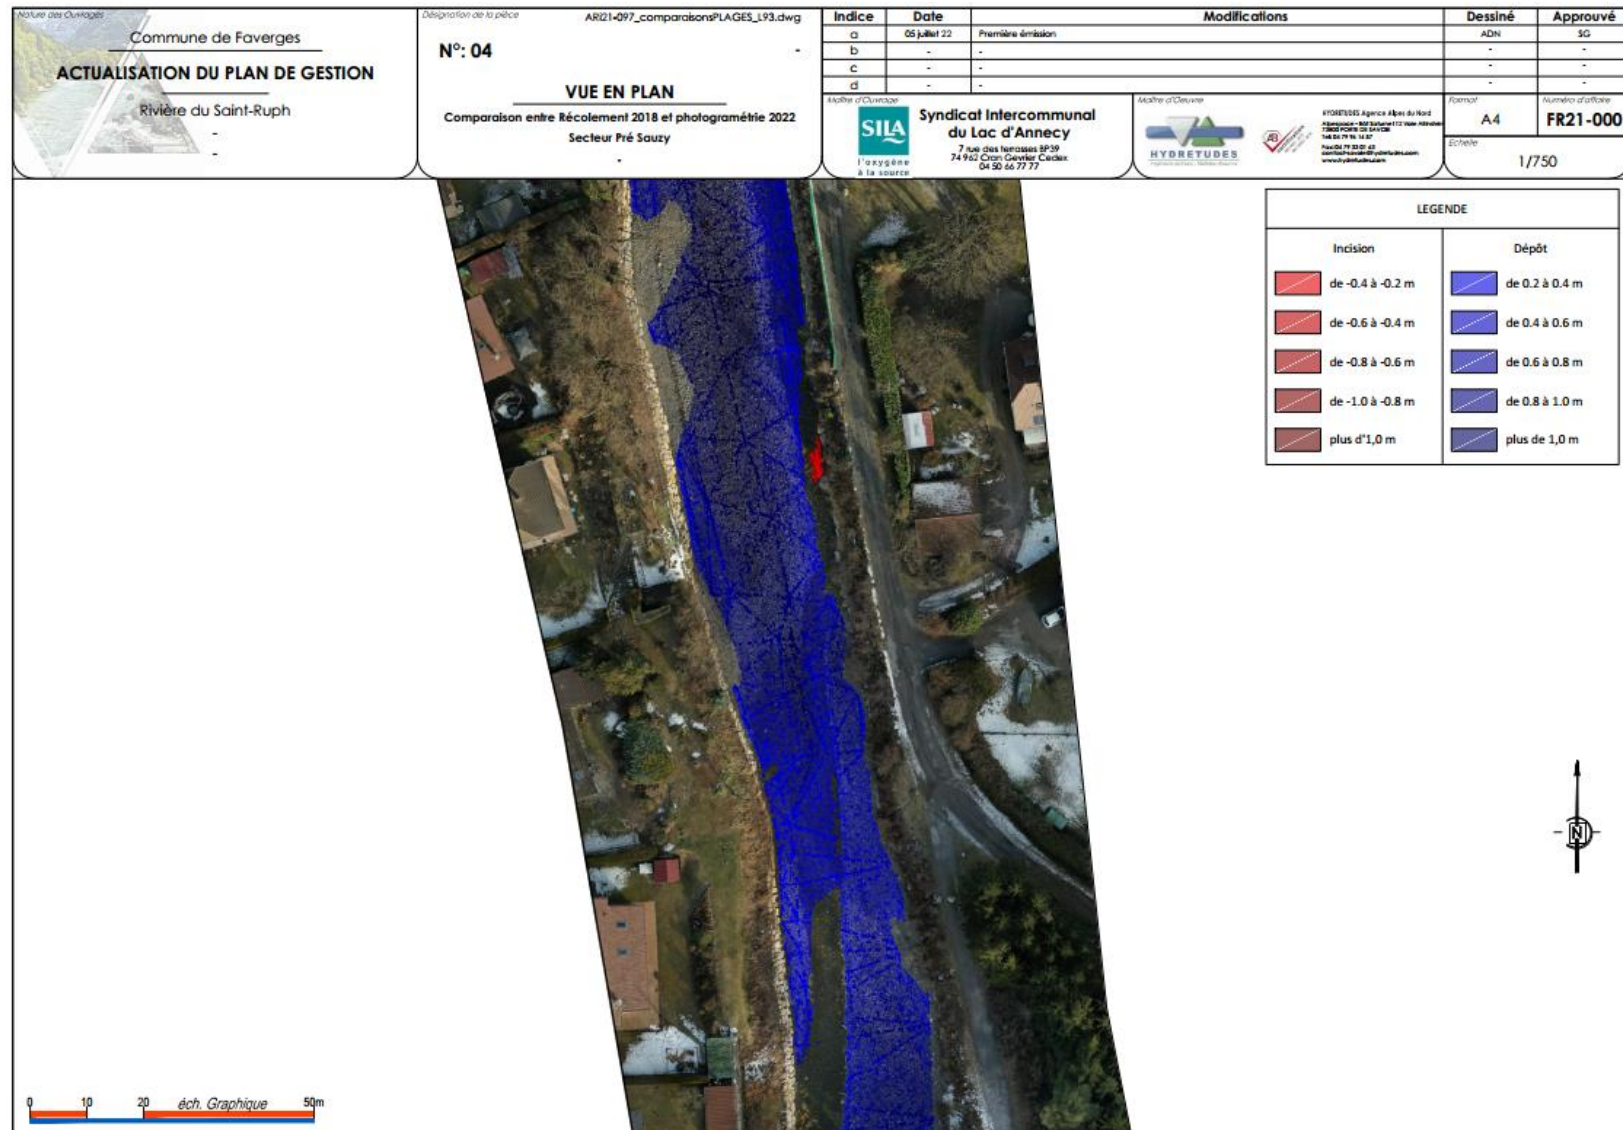 Nature des Ouvrages
Commune de Faverges
ACTUALISATION DU PLAN DE GESTION
Rivière du Saint-Ruph
-
-
Désignation de la pièce
ARI21-097_comparaisonsPLAGES_L93.dwg
N°: 04 -
VUE EN PLAN
Comparaison entre Récolement 2018 et photogramétrie 2022
Secteur Pré Sauzy
-
Indice Date Modifications Dessiné Approuvé
a 05 juillet 22 Première émission ADN SG
b - - - -
c - - - -
d - - - -
Maître d'Ouvrage
SILA
l'oxygène
à la source
Syndicat Intercommunal
du Lac d'Annecy
7 rue des terrasses BP39
74 962 Cran Gevrier Cedex
04 50 66 77 77
Maître d'Oeuvre
HYDRETUDES
HYDRETUDES Agence Alpes du Nord
Format
A4
Numéro d'affaire
FR21-000
Echelle
1/750
LEGENDE
Incision Dépôt
de -0.4 à -0.2 m de 0.2 à 0.4 m
de -0.6 à -0.4 m de 0.4 à 0.6 m
de -0.8 à -0.6 m de 0.6 à 0.8 m
de -1.0 à -0.8 m de 0.8 à 1.0 m
plus d'1,0 m plus de 1,0 m
N
0 10 20 éch. Graphique 50m